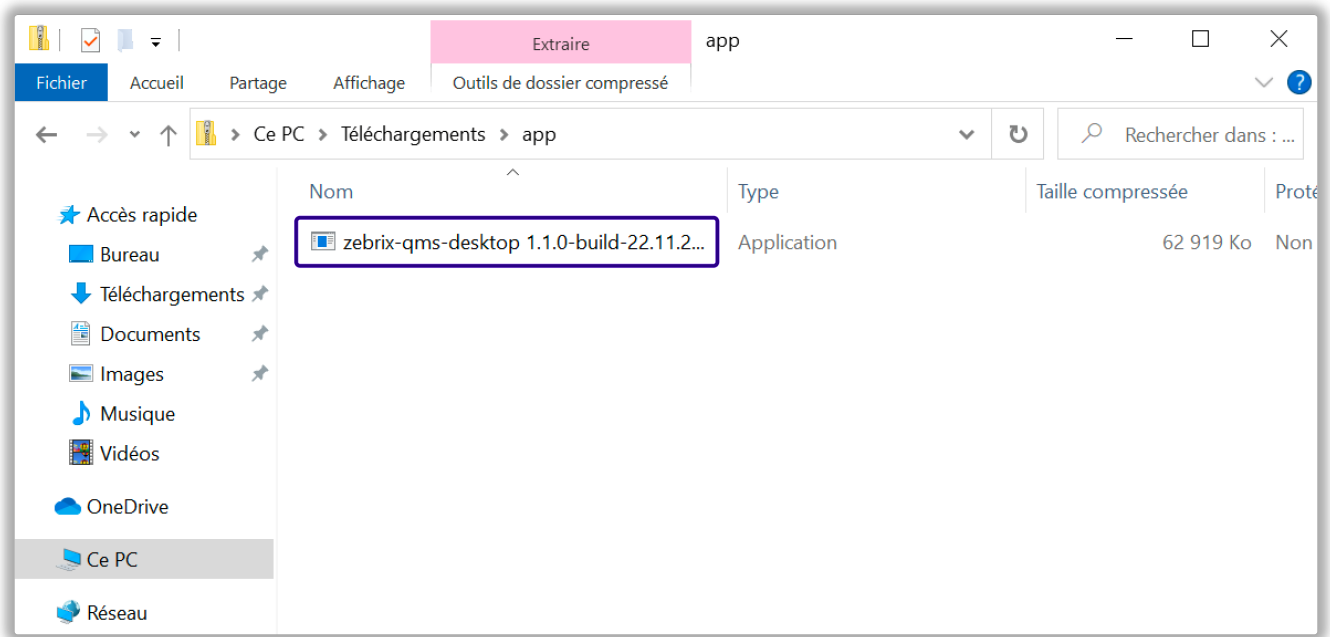 Extraire
app
Fichier
Accueil
Partage
Affichage
Outils de dossier compressé
?
Ce PC > Téléchargements > app
Rechercher dans : ...
Nom
Type
Taille compressée
Proté
zebrix-qms-desktop 1.1.0-build-22.11.2...
Application
62 919 Ko
Non
Accès rapide
Bureau
Téléchargements
Documents
Images
Musique
Vidéos
OneDrive
Ce PC
Réseau